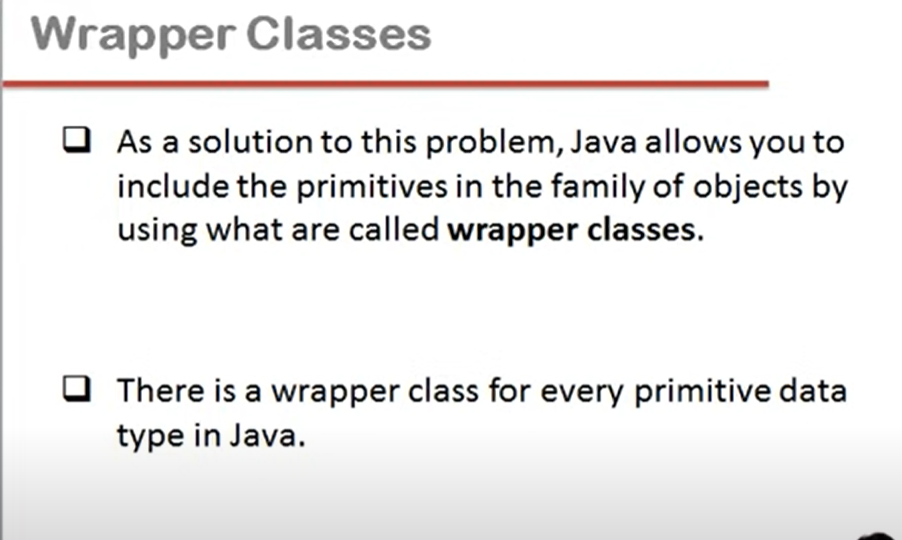 Wrapper Classes
As a solution to this problem, Java allows you to
include the primitives in the family of objects by
using what are called wrapper classes.
There is a wrapper class for every primitive data
type in Java.